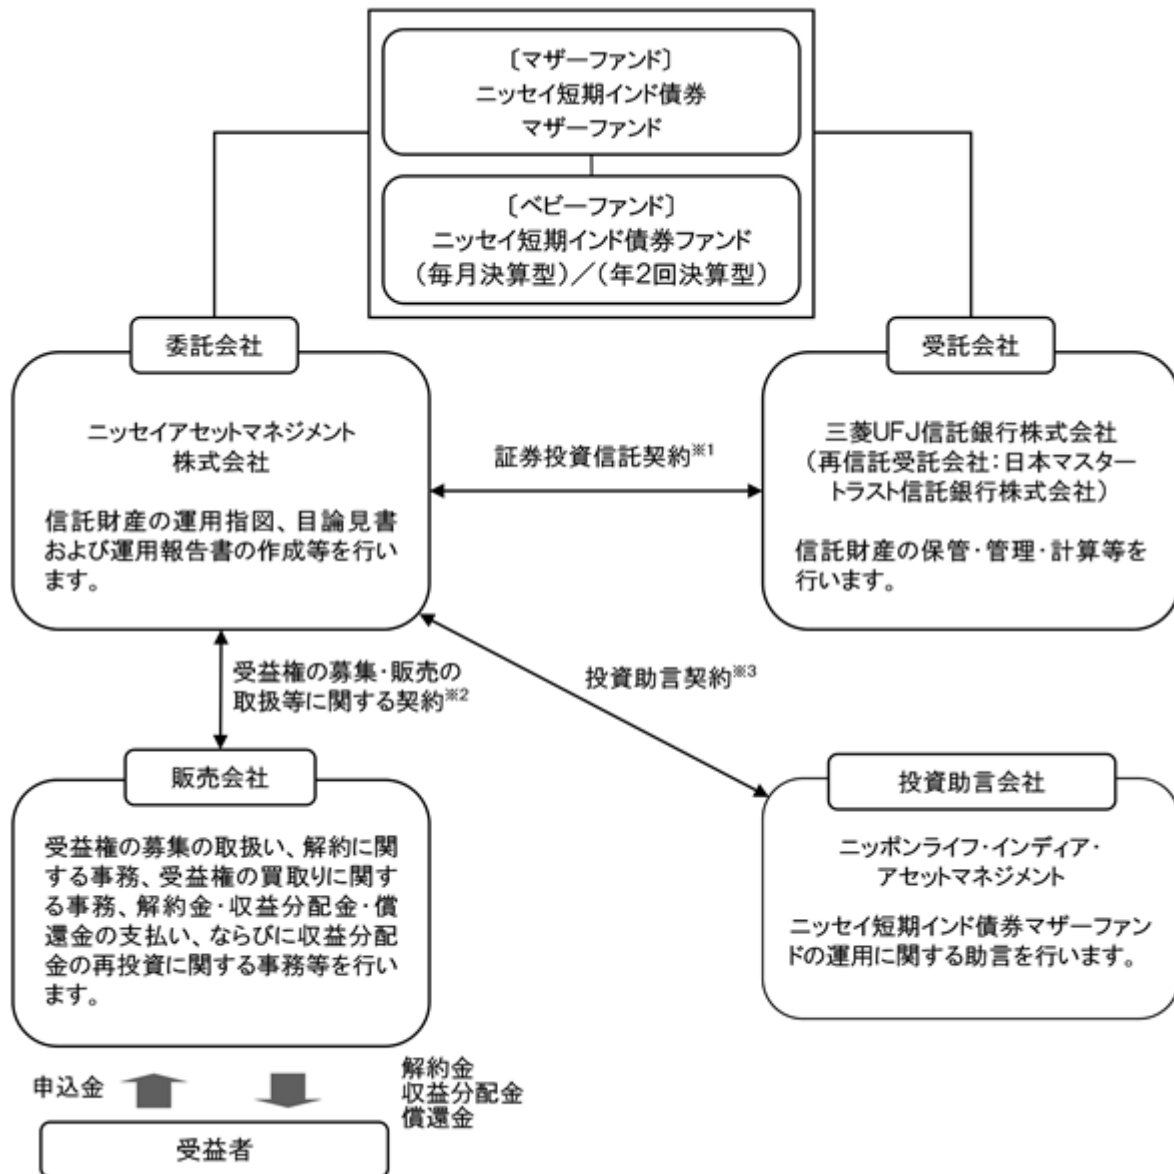 〔マザーファンド〕
ニッセイ短期インド債券
マザーファンド
〔ベビーファンド〕
ニッセイ短期インド債券ファンド
（毎月決算型）／（年2回決算型）
委託会社
ニッセイアセットマネジメント
株式会社
信託財産の運用指図、目論見書
および運用報告書の作成等を行い
ます。
証券投資信託契約※1
受託会社
三菱UFJ信託銀行株式会社
（再信託受託会社：日本マスター
トラスト信託銀行株式会社）
信託財産の保管・管理・計算等を
行います。
受益権の募集・販売の
取扱等に関する契約※2
投資助言契約※3
販売会社
受益権の募集の取扱い、解約に関
する事務、受益権の買取りに関す
る事務、解約金・収益分配金・償
還金の支払い、ならびに収益分配
金の再投資に関する事務等を行い
ます。
投資助言会社
ニッポンライフ・インディア・
アセットマネジメント
ニッセイ短期インド債券マザーファン
ドの運用に関する助言を行います。
申込金
解約金
収益分配金
償還金
受益者